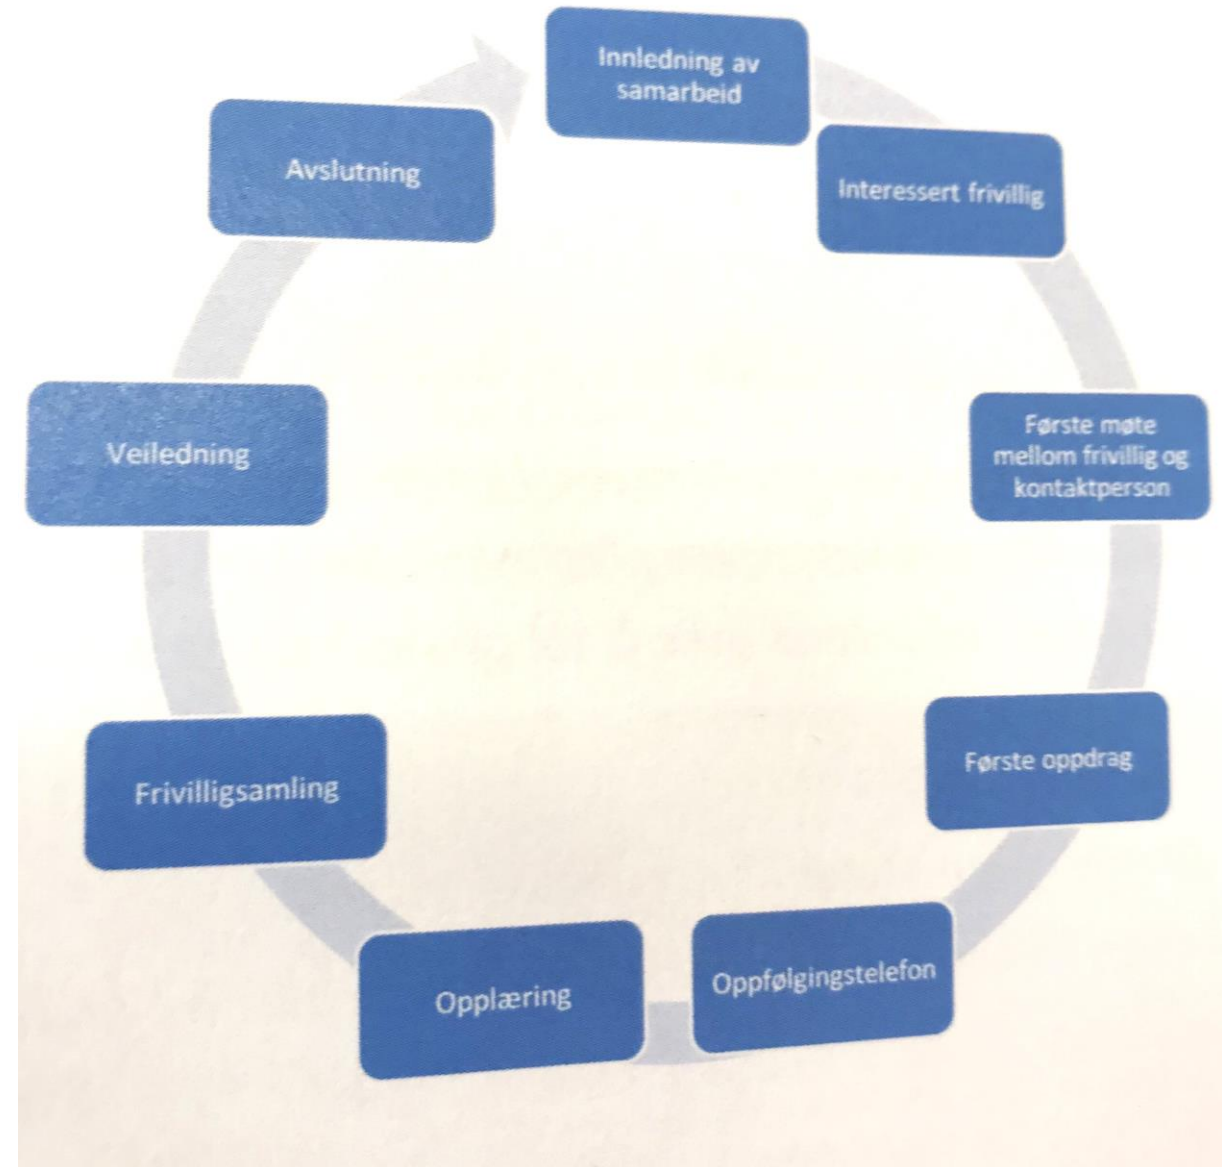 Innledning av
samarbeid
Interessert frivillig
Første møte
mellom frivillig og
kontaktperson
Første oppdrag
Oppfølgingstelefon
Opplæring
Frivilligsamling
Veiledning
Avslutning